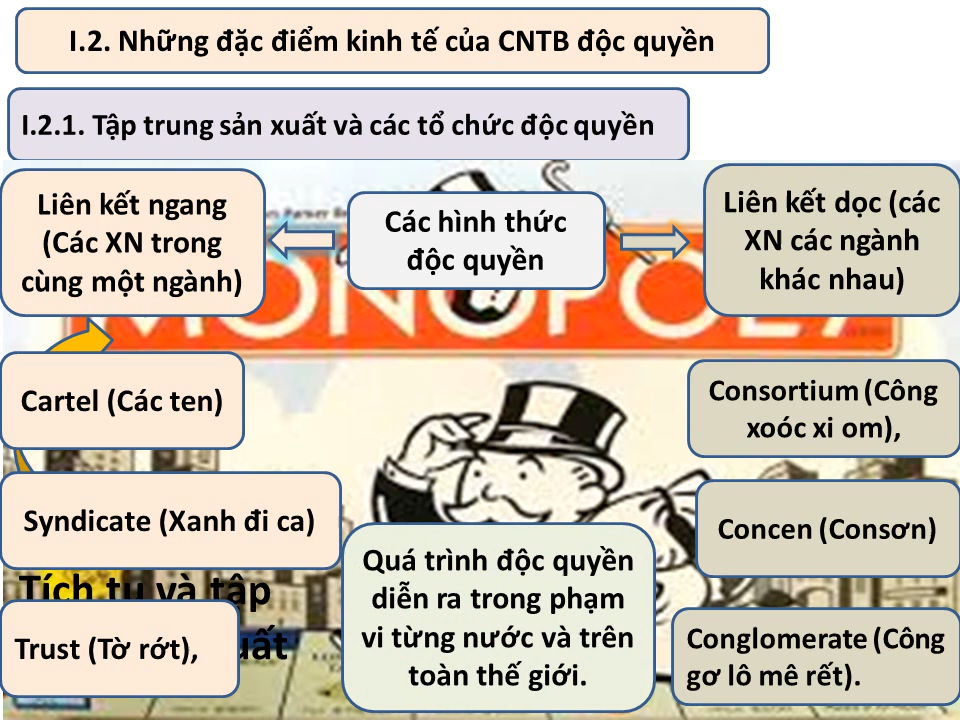 I.2. Những đặc điểm kinh tế của CNTB độc quyền
I.2.1. Tập trung sản xuất và các tổ chức độc quyền
Liên kết ngang
(Các XN trong
cùng một ngành)
Các hình thức
độc quyền
Liên kết dọc (các
XN các ngành
khác nhau)
MONOPOLY
Cartel (Các ten)
Consortium (Công
xoóc xi om),
Syndicate (Xanh đi ca)
Concen (Consơn)
Tích tụ và tập
Trust (Tờ rớt),
Quá trình độc quyền
diễn ra trong phạm
vi từng nước và trên
toàn thế giới.
Conglomerate (Công
gơ lô mê rết).